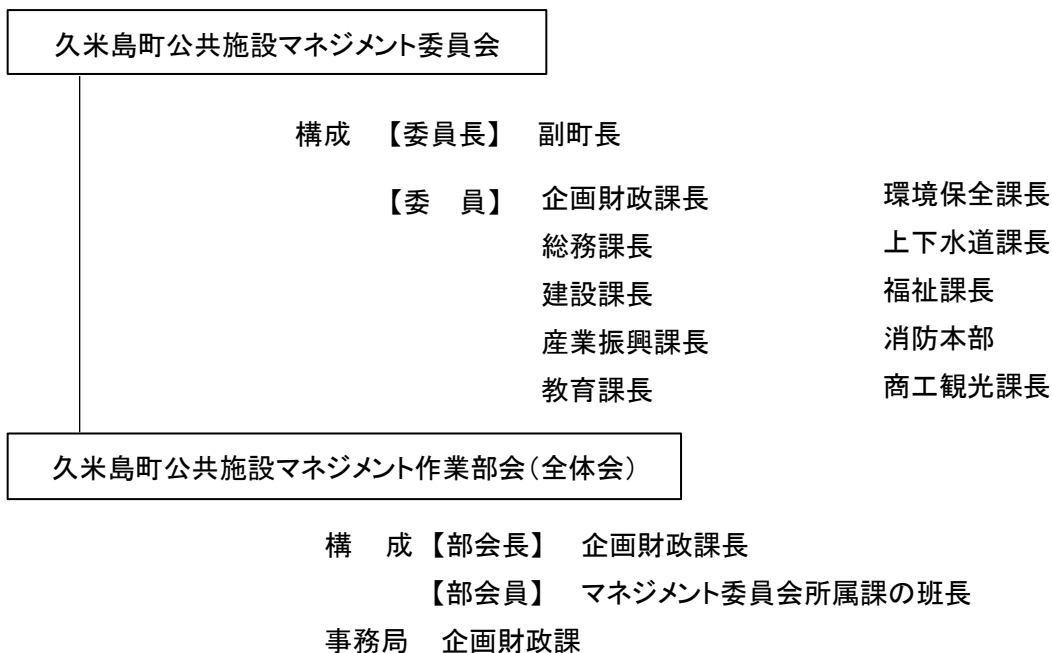 久米島町公共施設マネジメント委員会
構成 【委員長】 副町長
【委 員】 企画財政課長 環境保全課長
総務課長 上下水道課長
建設課長 福祉課長
産業振興課長 消防本部
教育課長 商工観光課長
久米島町公共施設マネジメント作業部会(全体会)
構 成【部会長】 企画財政課長
【部会員】 マネジメント委員会所属課の班長
事務局 企画財政課